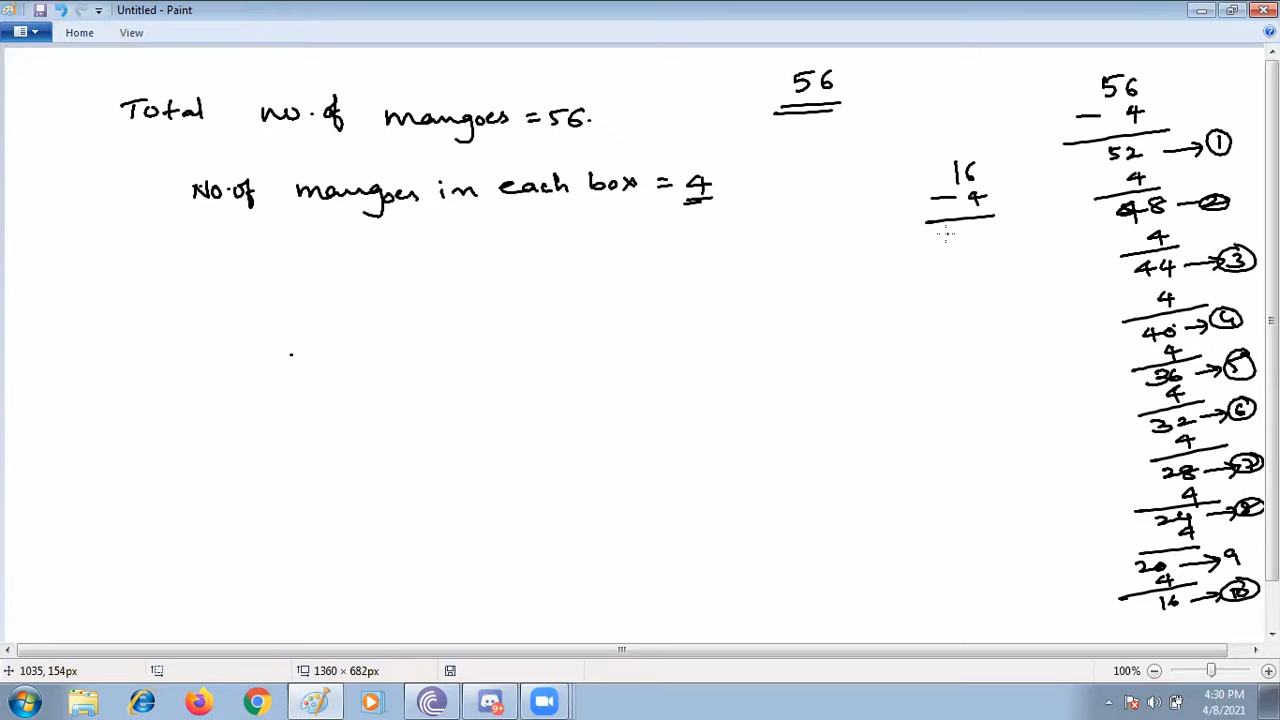 Untitled - Paint
Home View
Total no. of mangoes = 56.
No. of mangoes in each box = 4
56
16
- 4
56
- 4
52 → 1
4
48 - 2
4
44 → 3
4
40 → 4
4
36 → 5
4
32 → 6
4
28 → 7
4
24 → 8
4
20 → 9
4
16 → 10
1035, 154px
1360 × 682px
100%
4:30 PM
4/8/2021